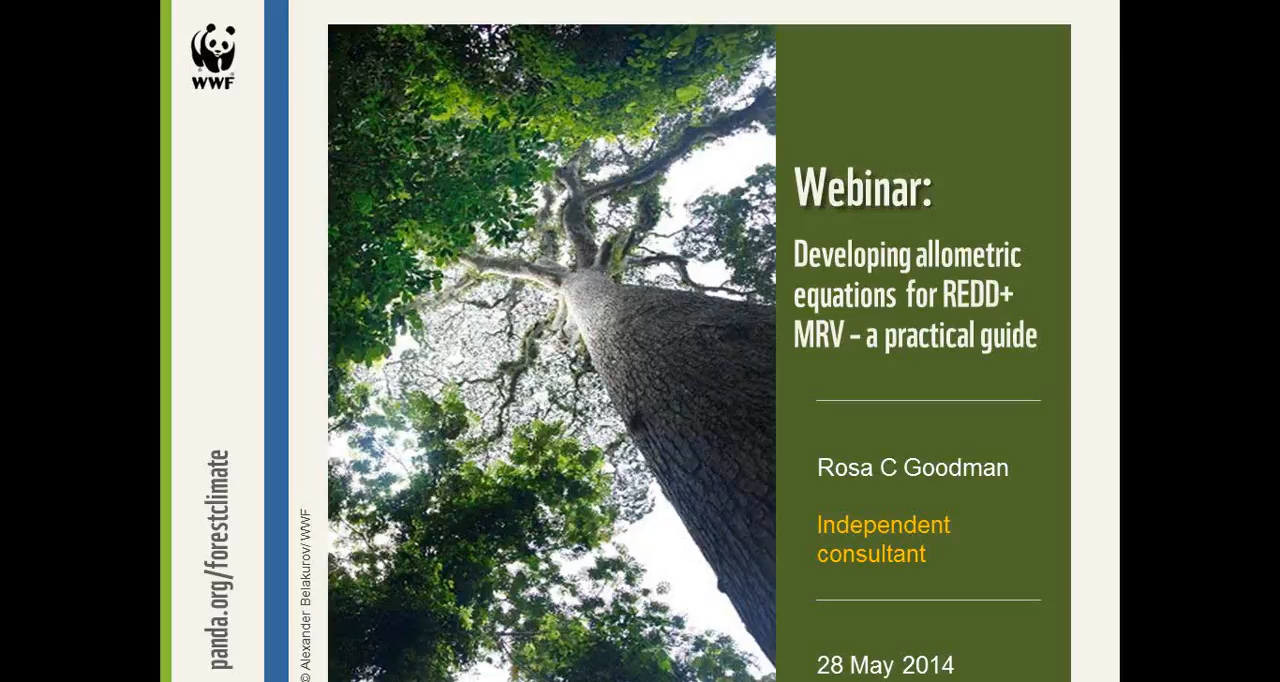 WWF
panda.org/forestclimate
© Alexander Belakurov/ WWF
Webinar:
Developing allometric
equations for REDD+
MRV - a practical guide
Rosa C Goodman
Independent
consultant
28 May 2014